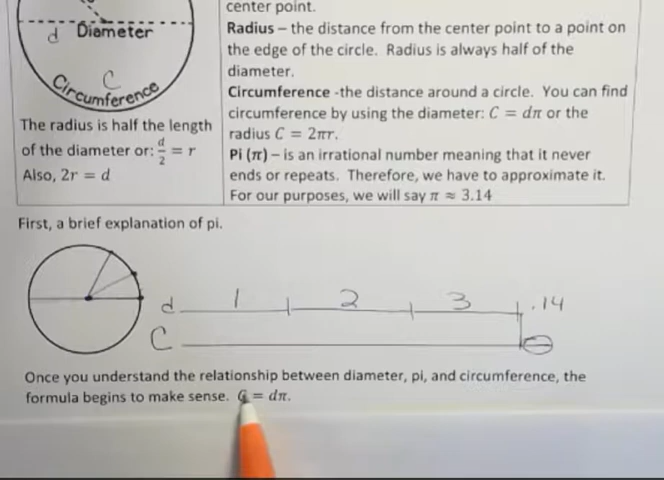 center point.
d Diameter
Radius – the distance from the center point to a point on
the edge of the circle. Radius is always half of the
diameter.
C
Circumference
Circumference -the distance around a circle. You can find
circumference by using the diameter: C = dπ or the
radius C = 2πr.
The radius is half the length
of the diameter or: d/2 = r
Also, 2r = d
Pi (π) – is an irrational number meaning that it never
ends or repeats. Therefore, we have to approximate it.
For our purposes, we will say π ≈ 3.14
First, a brief explanation of pi.
d 1 2 3 .14
C
Once you understand the relationship between diameter, pi, and circumference, the
formula begins to make sense. C = dπ.